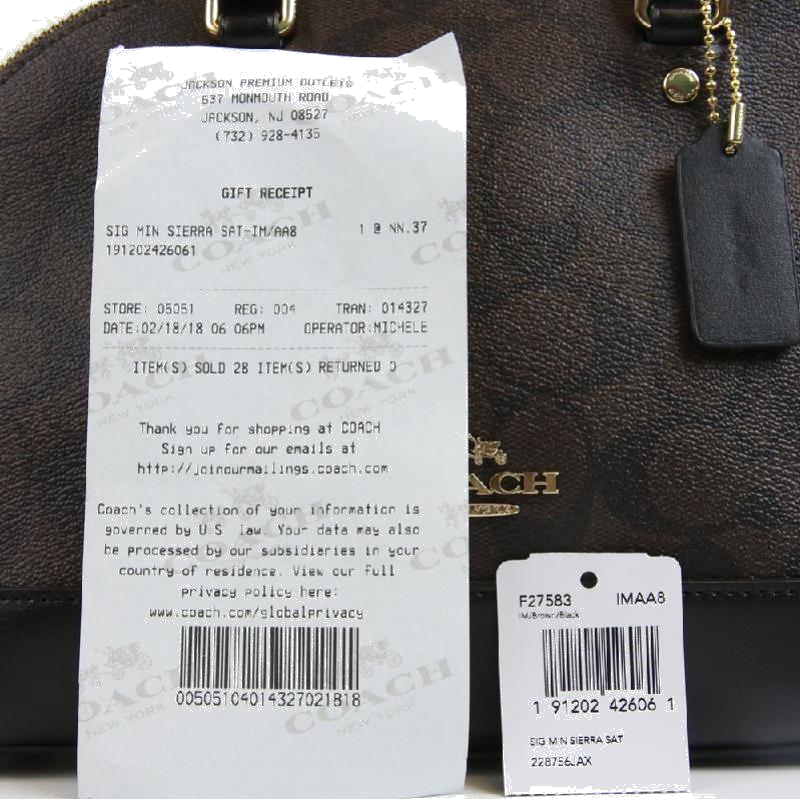 JACKSON PREMIUM OUTLETS
537 MONMOUTH ROAD
JACKSON, NJ 08527
(732) 928-4135
GIFT RECEIPT
SIG MIN SIERRA SAT-IM/AA8 1 @ NN.37
191202426061
STORE: 05051 REG: 004 TRAN: 014327
DATE:02/18/18 06 06PM OPERATOR:MICHELE
ITEM(S) SOLD 28 ITEM(S) RETURNED 0
Thank you for shopping at COACH
Sign up for our emails at
http://joinourmailings.coach.com
Coach's collection of your information is
governed by U.S. law. Your data may also
be processed by our subsidiaries in your
country of residence. View our full
privacy policy here:
www.coach.com/globalprivacy
00505104014327021818
COACH
F27583 IMAA8
IM/Brown/Black
1 91202 42606 1
SIG MIN SIERRA SAT
228756JAX